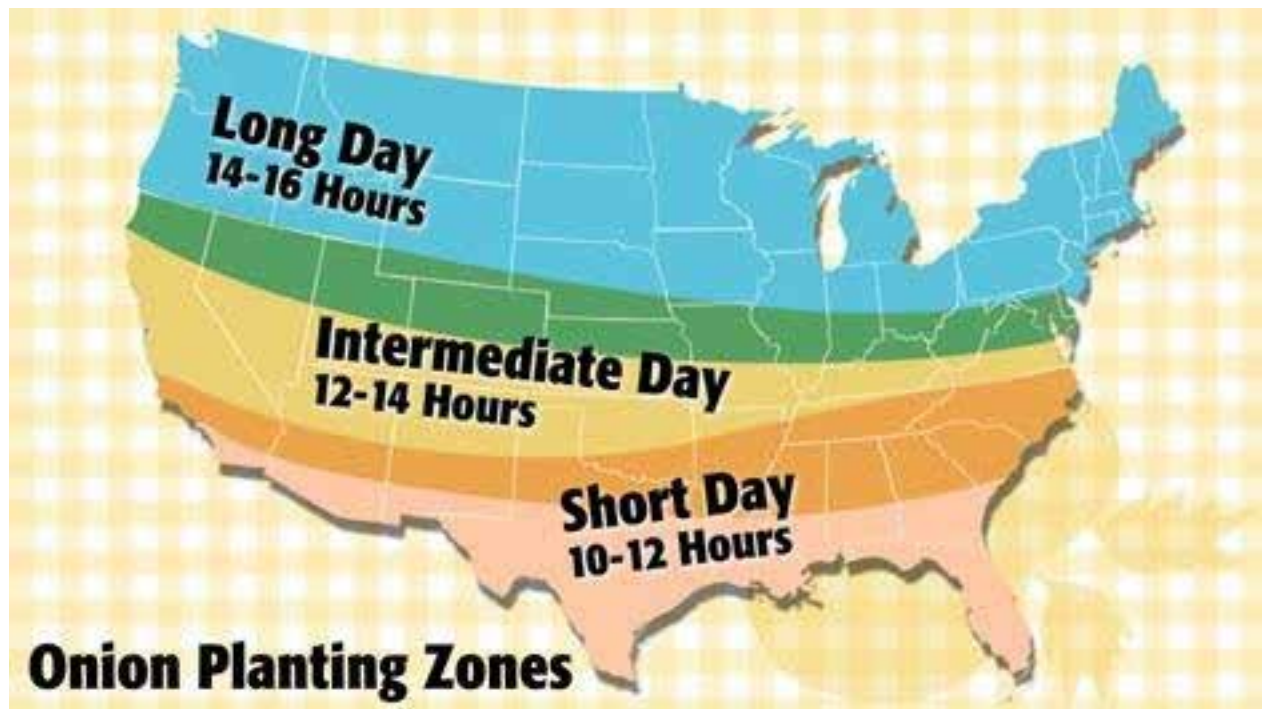 Long Day
14-16 Hours
Intermediate Day
12-14 Hours
Short Day
10-12 Hours
Onion Planting Zones